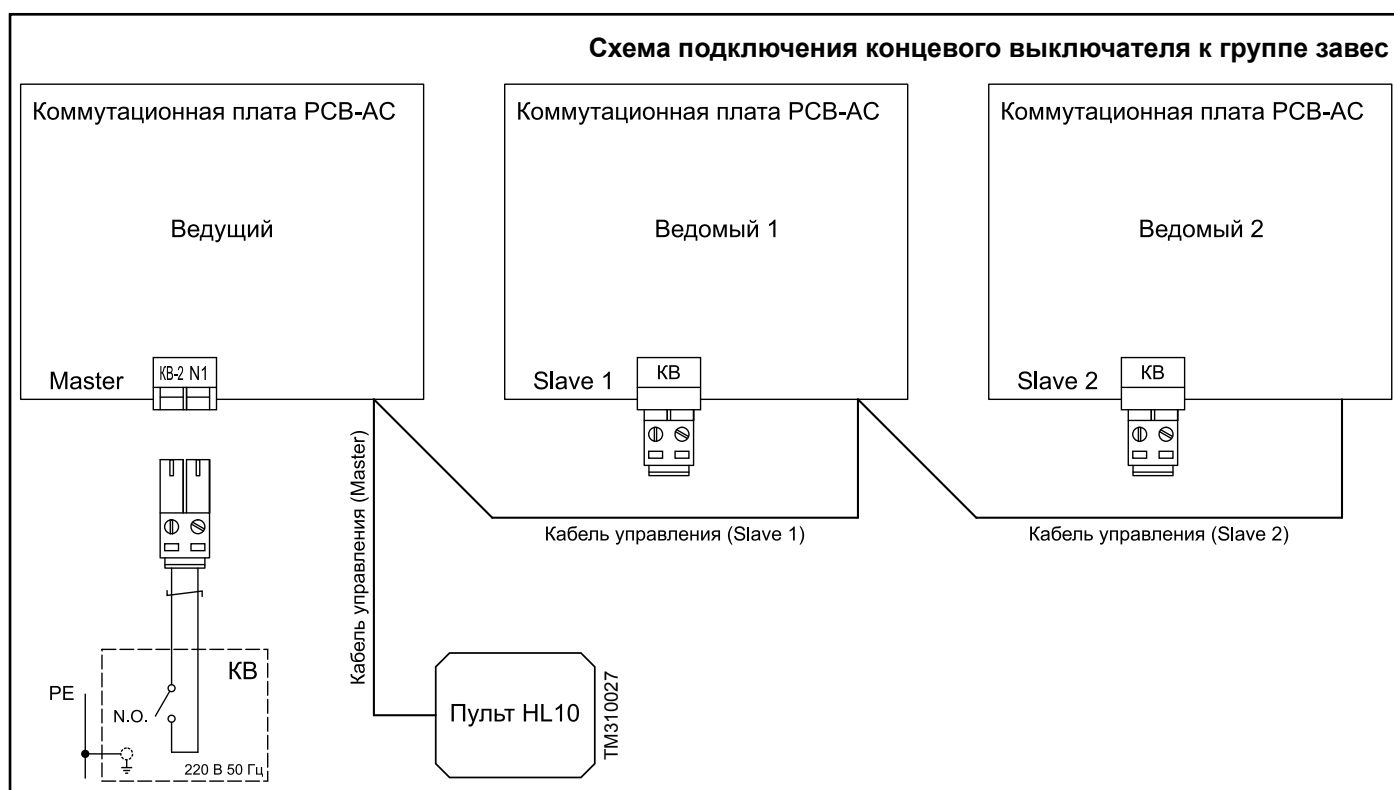 Схема подключения концевого выключателя к группе завес
Коммутационная плата PCB-AC
Ведущий
Master
КВ-2 N1
Коммутационная плата PCB-AC
Ведомый 1
Slave 1
КВ
Коммутационная плата PCB-AC
Ведомый 2
Slave 2
КВ
Кабель управления (Master)
Кабель управления (Slave 1)
Кабель управления (Slave 2)
КВ
PE
N.O.
220 В 50 Гц
Пульт HL10
TM310027